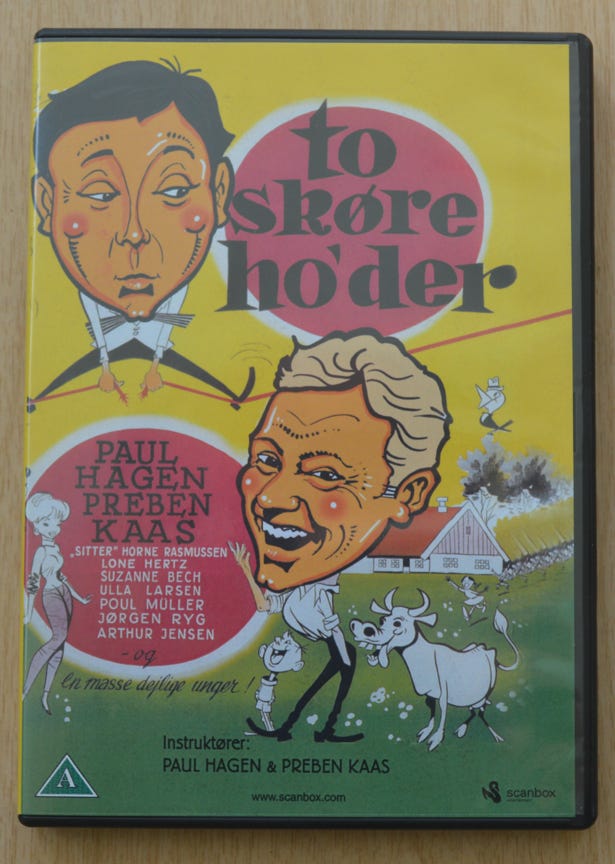 to
skøre
ho'der
PAUL
HAGEN
PREBEN
KAAS
„SITTER" HORNE RASMUSSEN
LONE HERTZ
SUZANNE BECH
ULLA LARSEN
POUL MÜLLER
JØRGEN RYG
ARTHUR JENSEN
- og
en masse dejlige unger!
Instruktører:
PAUL HAGEN & PREBEN KAAS
A
www.scanbox.com
scanbox